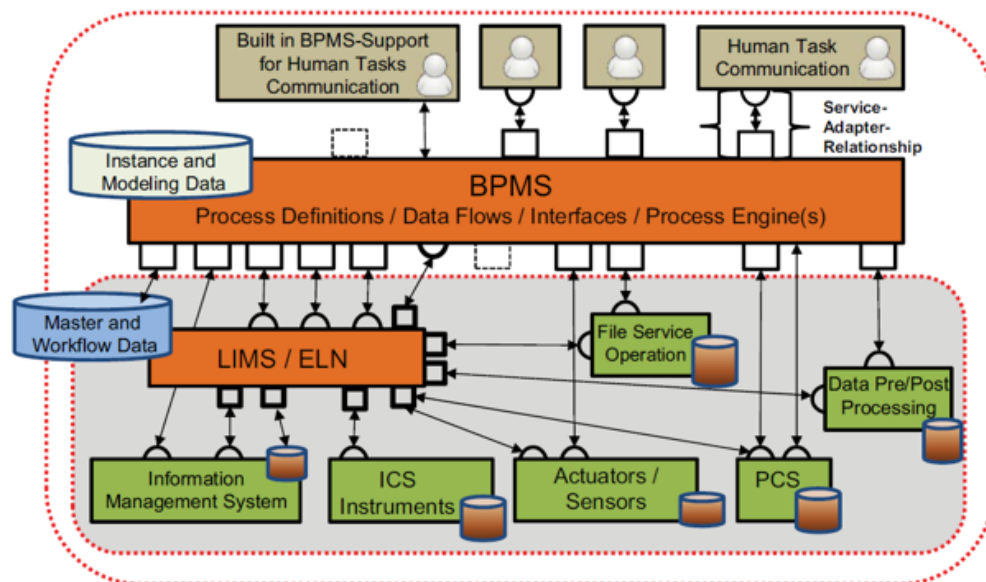 Built in BPMS-Support
for Human Tasks
Communication
Human Task
Communication
Service-
Adapter-
Relationship
Instance and
Modeling Data
BPMS
Process Definitions / Data Flows / Interfaces / Process Engine(s)
Master and
Workflow Data
LIMS / ELN
File Service
Operation
Data Pre/Post
Processing
Information
Management System
ICS
Instruments
Actuators /
Sensors
PCS